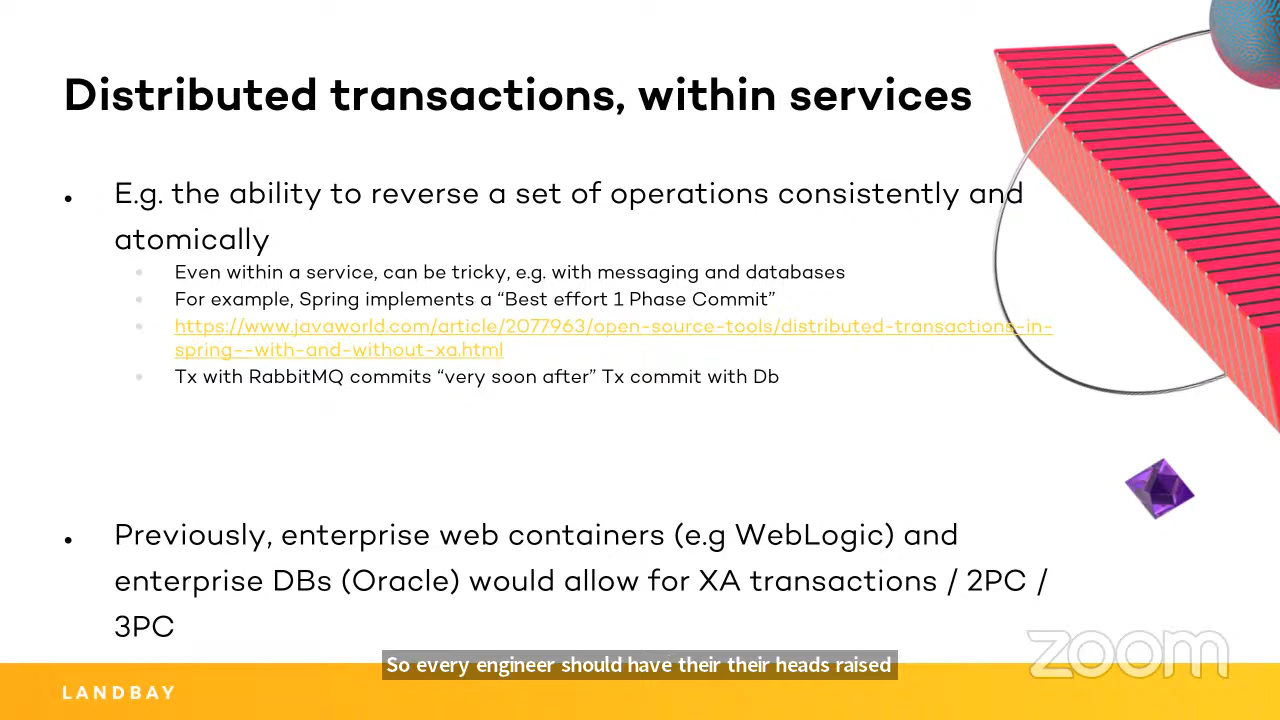 Distributed transactions, within services
• E.g. the ability to reverse a set of operations consistently and
atomically
• Even within a service, can be tricky, e.g. with messaging and databases
• For example, Spring implements a “Best effort 1 Phase Commit”
• https://www.javaworld.com/article/2077963/open-source-tools/distributed-transactions-in-
spring--with-and-without-xa.html
• Tx with RabbitMQ commits “very soon after” Tx commit with Db
• Previously, enterprise web containers (e.g WebLogic) and
enterprise DBs (Oracle) would allow for XA transactions / 2PC /
3PC
zoom
So every engineer should have their their heads raised
LANDBAY